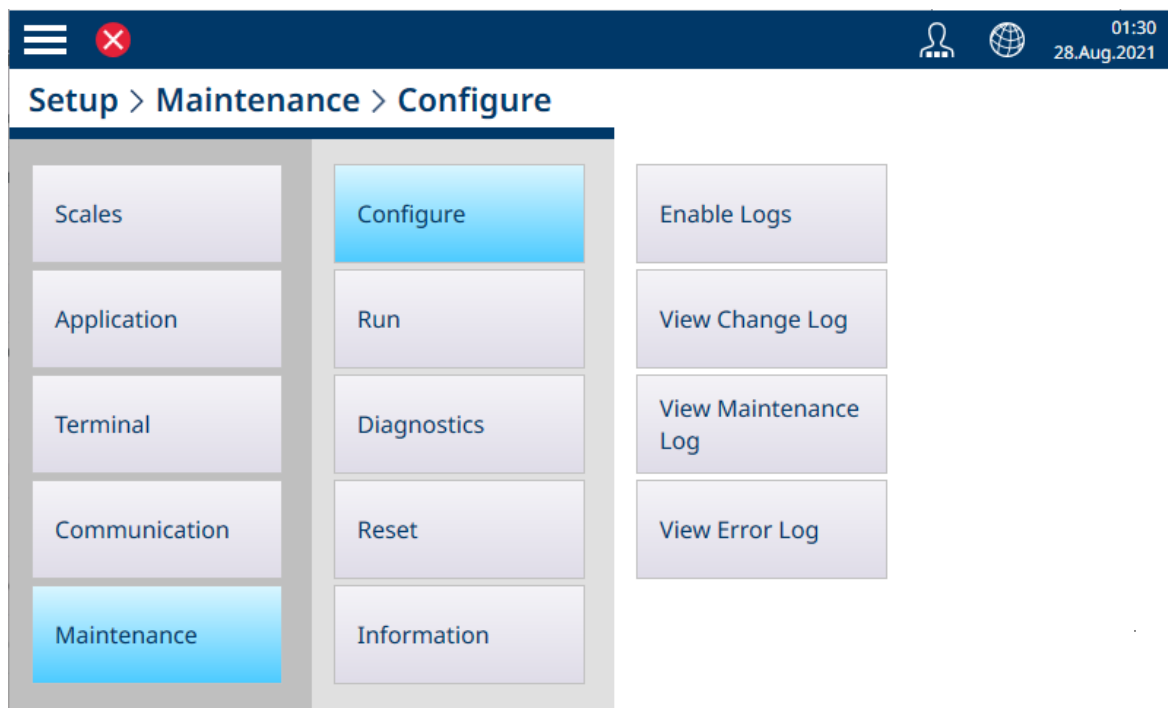 01:30
28.Aug.2021
Setup > Maintenance > Configure
Scales
Configure
Enable Logs
Application
Run
View Change Log
Terminal
Diagnostics
View Maintenance
Log
Communication
Reset
View Error Log
Maintenance
Information